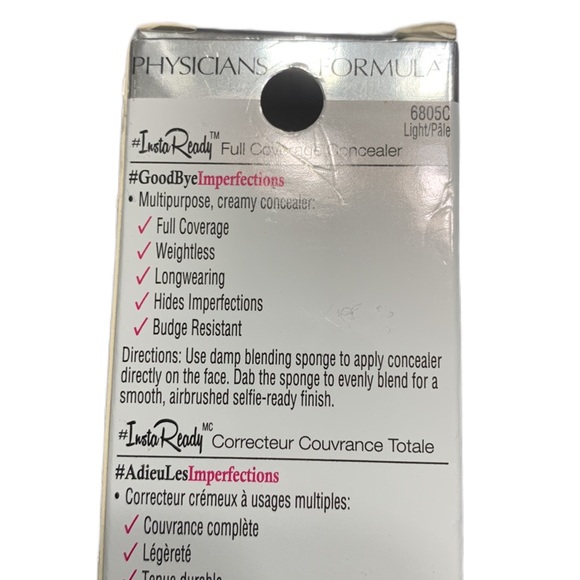 PHYSICIANS FORMULA
6805C
Light/Pâle
#InstaReady™ Full Coverage Concealer
#GoodByeImperfections
• Multipurpose, creamy concealer:
✓ Full Coverage
✓ Weightless
✓ Longwearing
✓ Hides Imperfections
✓ Budge Resistant
Directions: Use damp blending sponge to apply concealer
directly on the face. Dab the sponge to evenly blend for a
smooth, airbrushed selfie-ready finish.
#InstaReady MC Correcteur Couvrance Totale
#AdieuLesImperfections
• Correcteur crémeux à usages multiples:
✓ Couvrance complète
✓ Légèreté
✓ Tenue durable